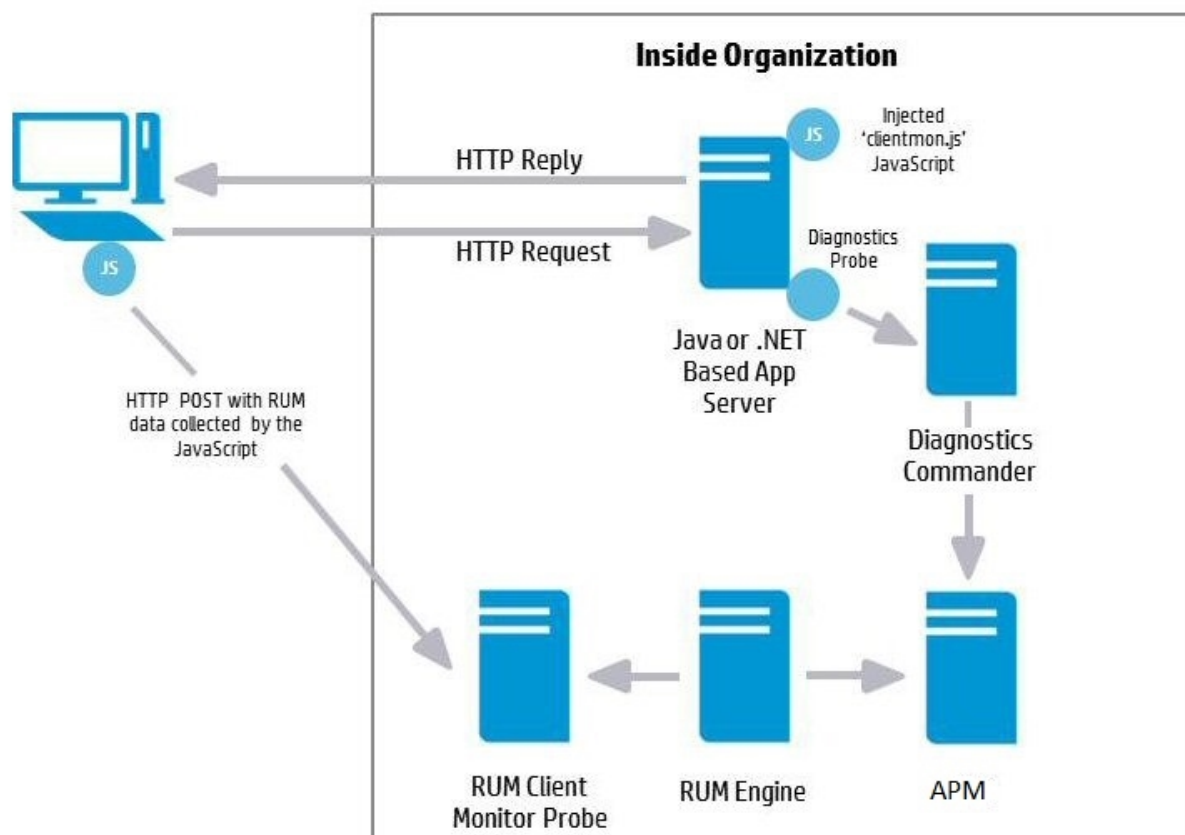 Inside Organization
JS
Injected
'clientmon.js'
JavaScript
HTTP Reply
HTTP Request
JS
Diagnostics
Probe
Java or .NET
Based App
Server
HTTP POST with RUM
data collected by the
JavaScript
Diagnostics
Commander
RUM Client
Monitor Probe
RUM Engine
APM